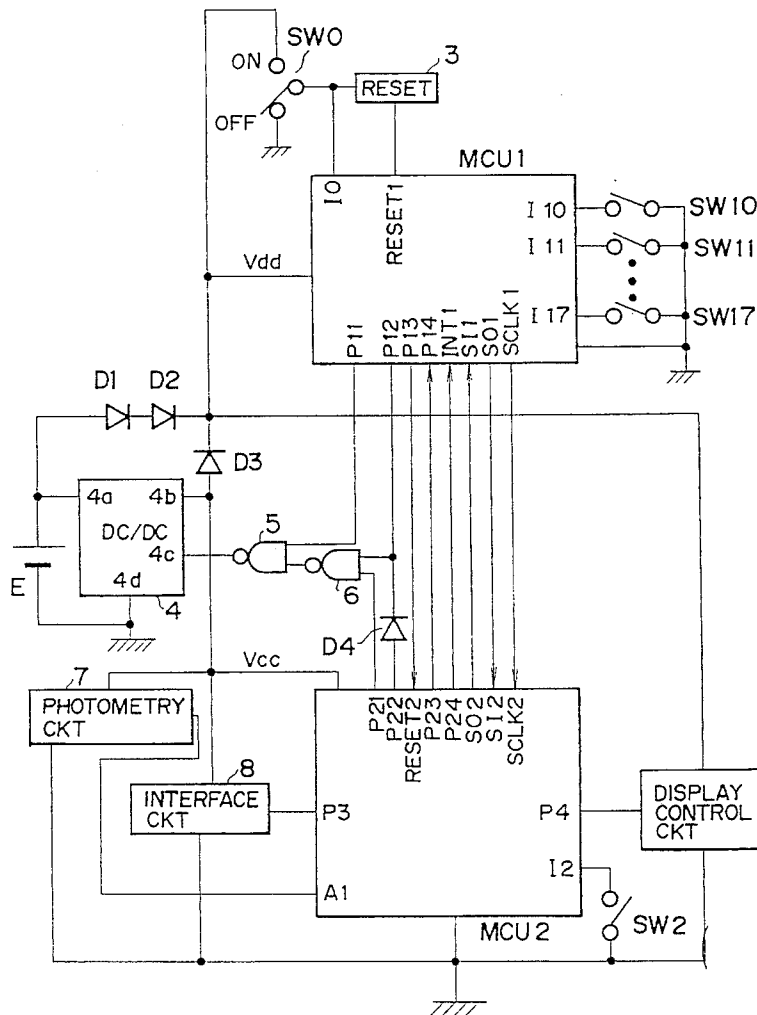 SW0
ON
OFF
3
RESET
MCU1
I0
RESET1
I 10
SW10
I 11
SW11
I 17
SW17
Vdd
P11
P12
P13
P14
INT1
SI1
SO1
SCLK1
D1
D2
D3
4a
4b
DC/DC
4c
4d
4
E
5
6
D4
Vcc
7
PHOTOMETRY
CKT
P21
P22
RESET2
P23
P24
SO2
SI2
SCLK2
8
INTERFACE
CKT
P3
P4
DISPLAY
CONTROL
CKT
A1
I2
SW2
MCU2